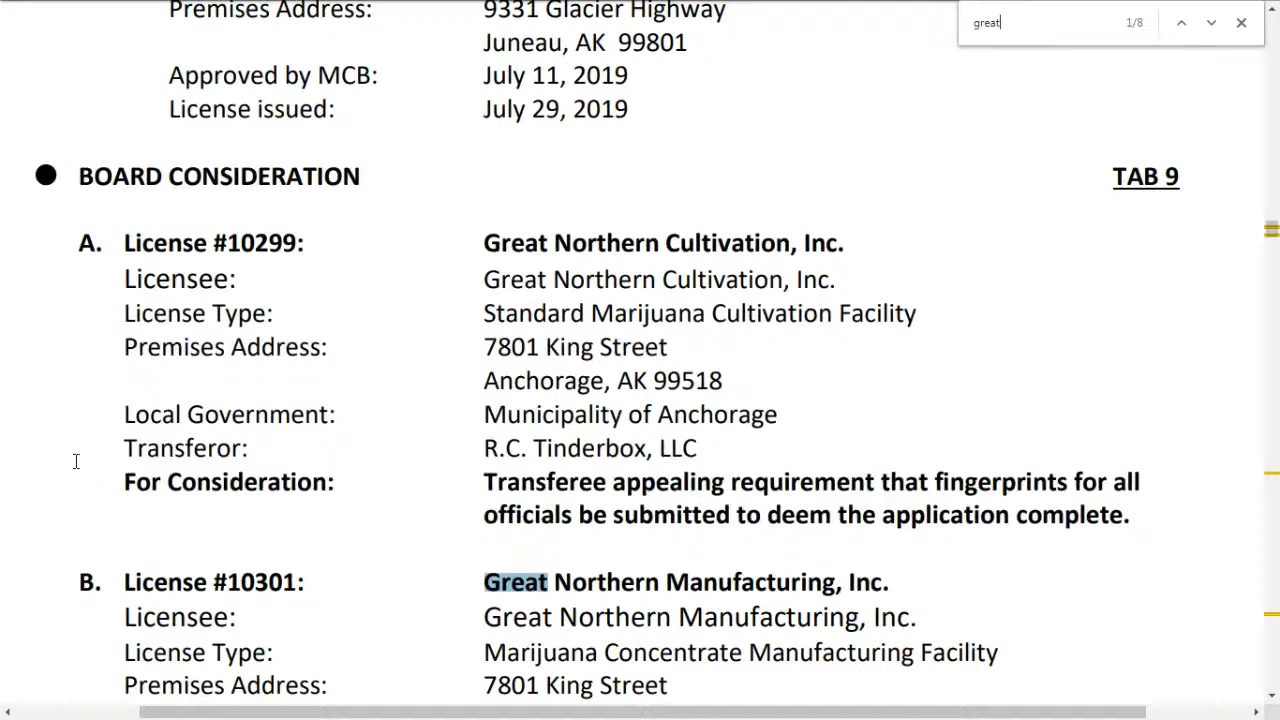 Premises Address: 9331 Glacier Highway
great 1/8
Juneau, AK 99801
Approved by MCB: July 11, 2019
License issued: July 29, 2019
BOARD CONSIDERATION TAB 9
A. License #10299: Great Northern Cultivation, Inc.
Licensee: Great Northern Cultivation, Inc.
License Type: Standard Marijuana Cultivation Facility
Premises Address: 7801 King Street
Anchorage, AK 99518
Local Government: Municipality of Anchorage
Transferor: R.C. Tinderbox, LLC
For Consideration: Transferee appealing requirement that fingerprints for all
officials be submitted to deem the application complete.
B. License #10301: Great Northern Manufacturing, Inc.
Licensee: Great Northern Manufacturing, Inc.
License Type: Marijuana Concentrate Manufacturing Facility
Premises Address: 7801 King Street